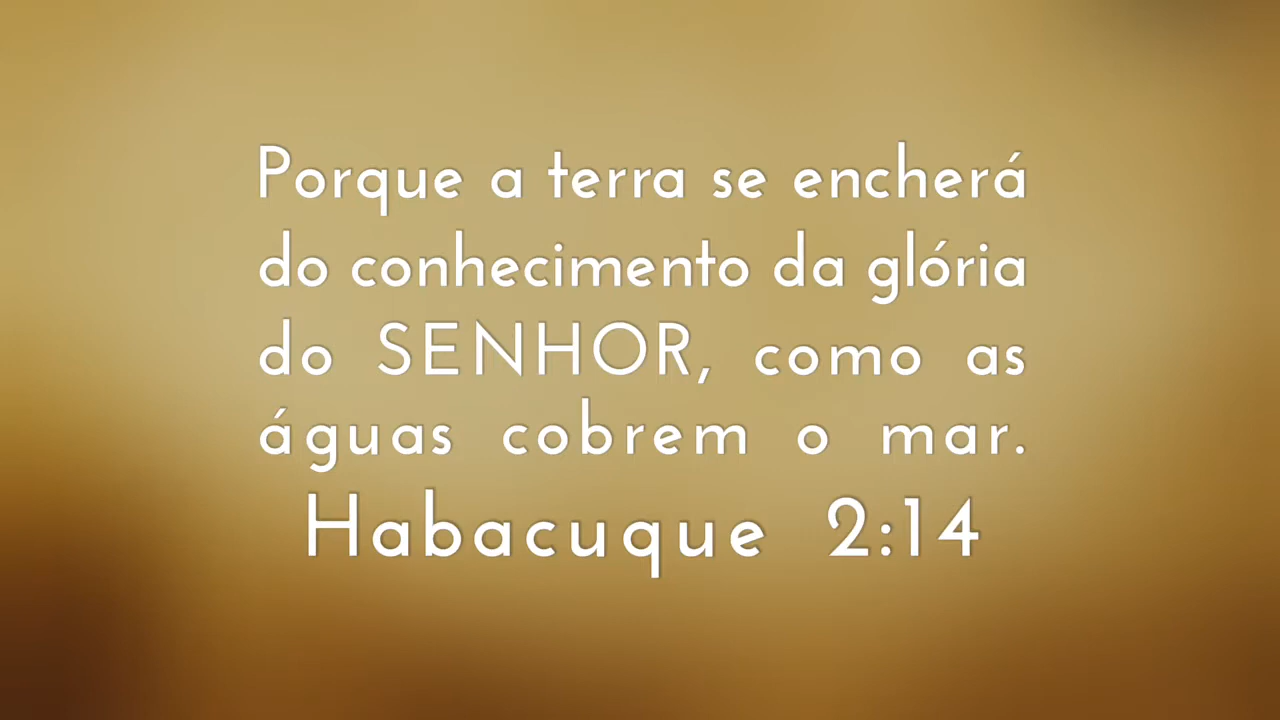 Porque a terra se encherá
do conhecimento da glória
do SENHOR, como as
águas cobrem o mar.
Habacuque 2:14